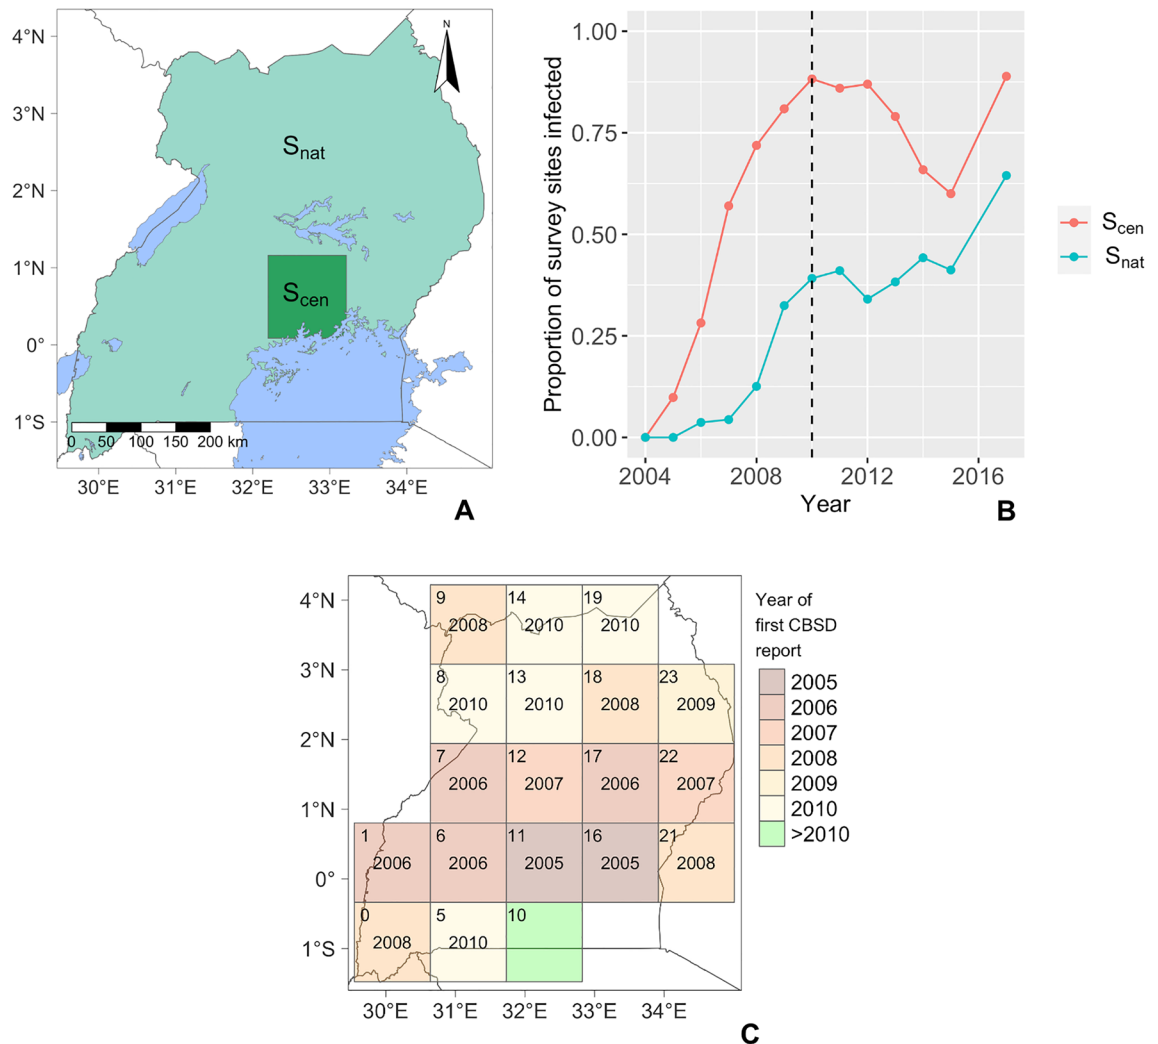 4°N
3°N
2°N
1°N
0°
1°S
N
Snat
Scen
0 50 100 150 200 km
30°E 31°E 32°E 33°E 34°E
A
Proportion of survey sites infected
1.00
0.75
0.50
0.25
0.00
2004 2008 2012 2016
Year
B
Scen
Snat
4°N
3°N
2°N
1°N
0°
1°S
9 14 19
2008 2010 2010
8 13 18 23
2010 2010 2008 2009
7 12 17 22
2006 2007 2006 2007
1 6 11 16 21
2006 2006 2005 2005 2008
0 5 10
2008 2010
30°E 31°E 32°E 33°E 34°E
Year of
first CBSD
report
2005
2006
2007
2008
2009
2010
>2010
C